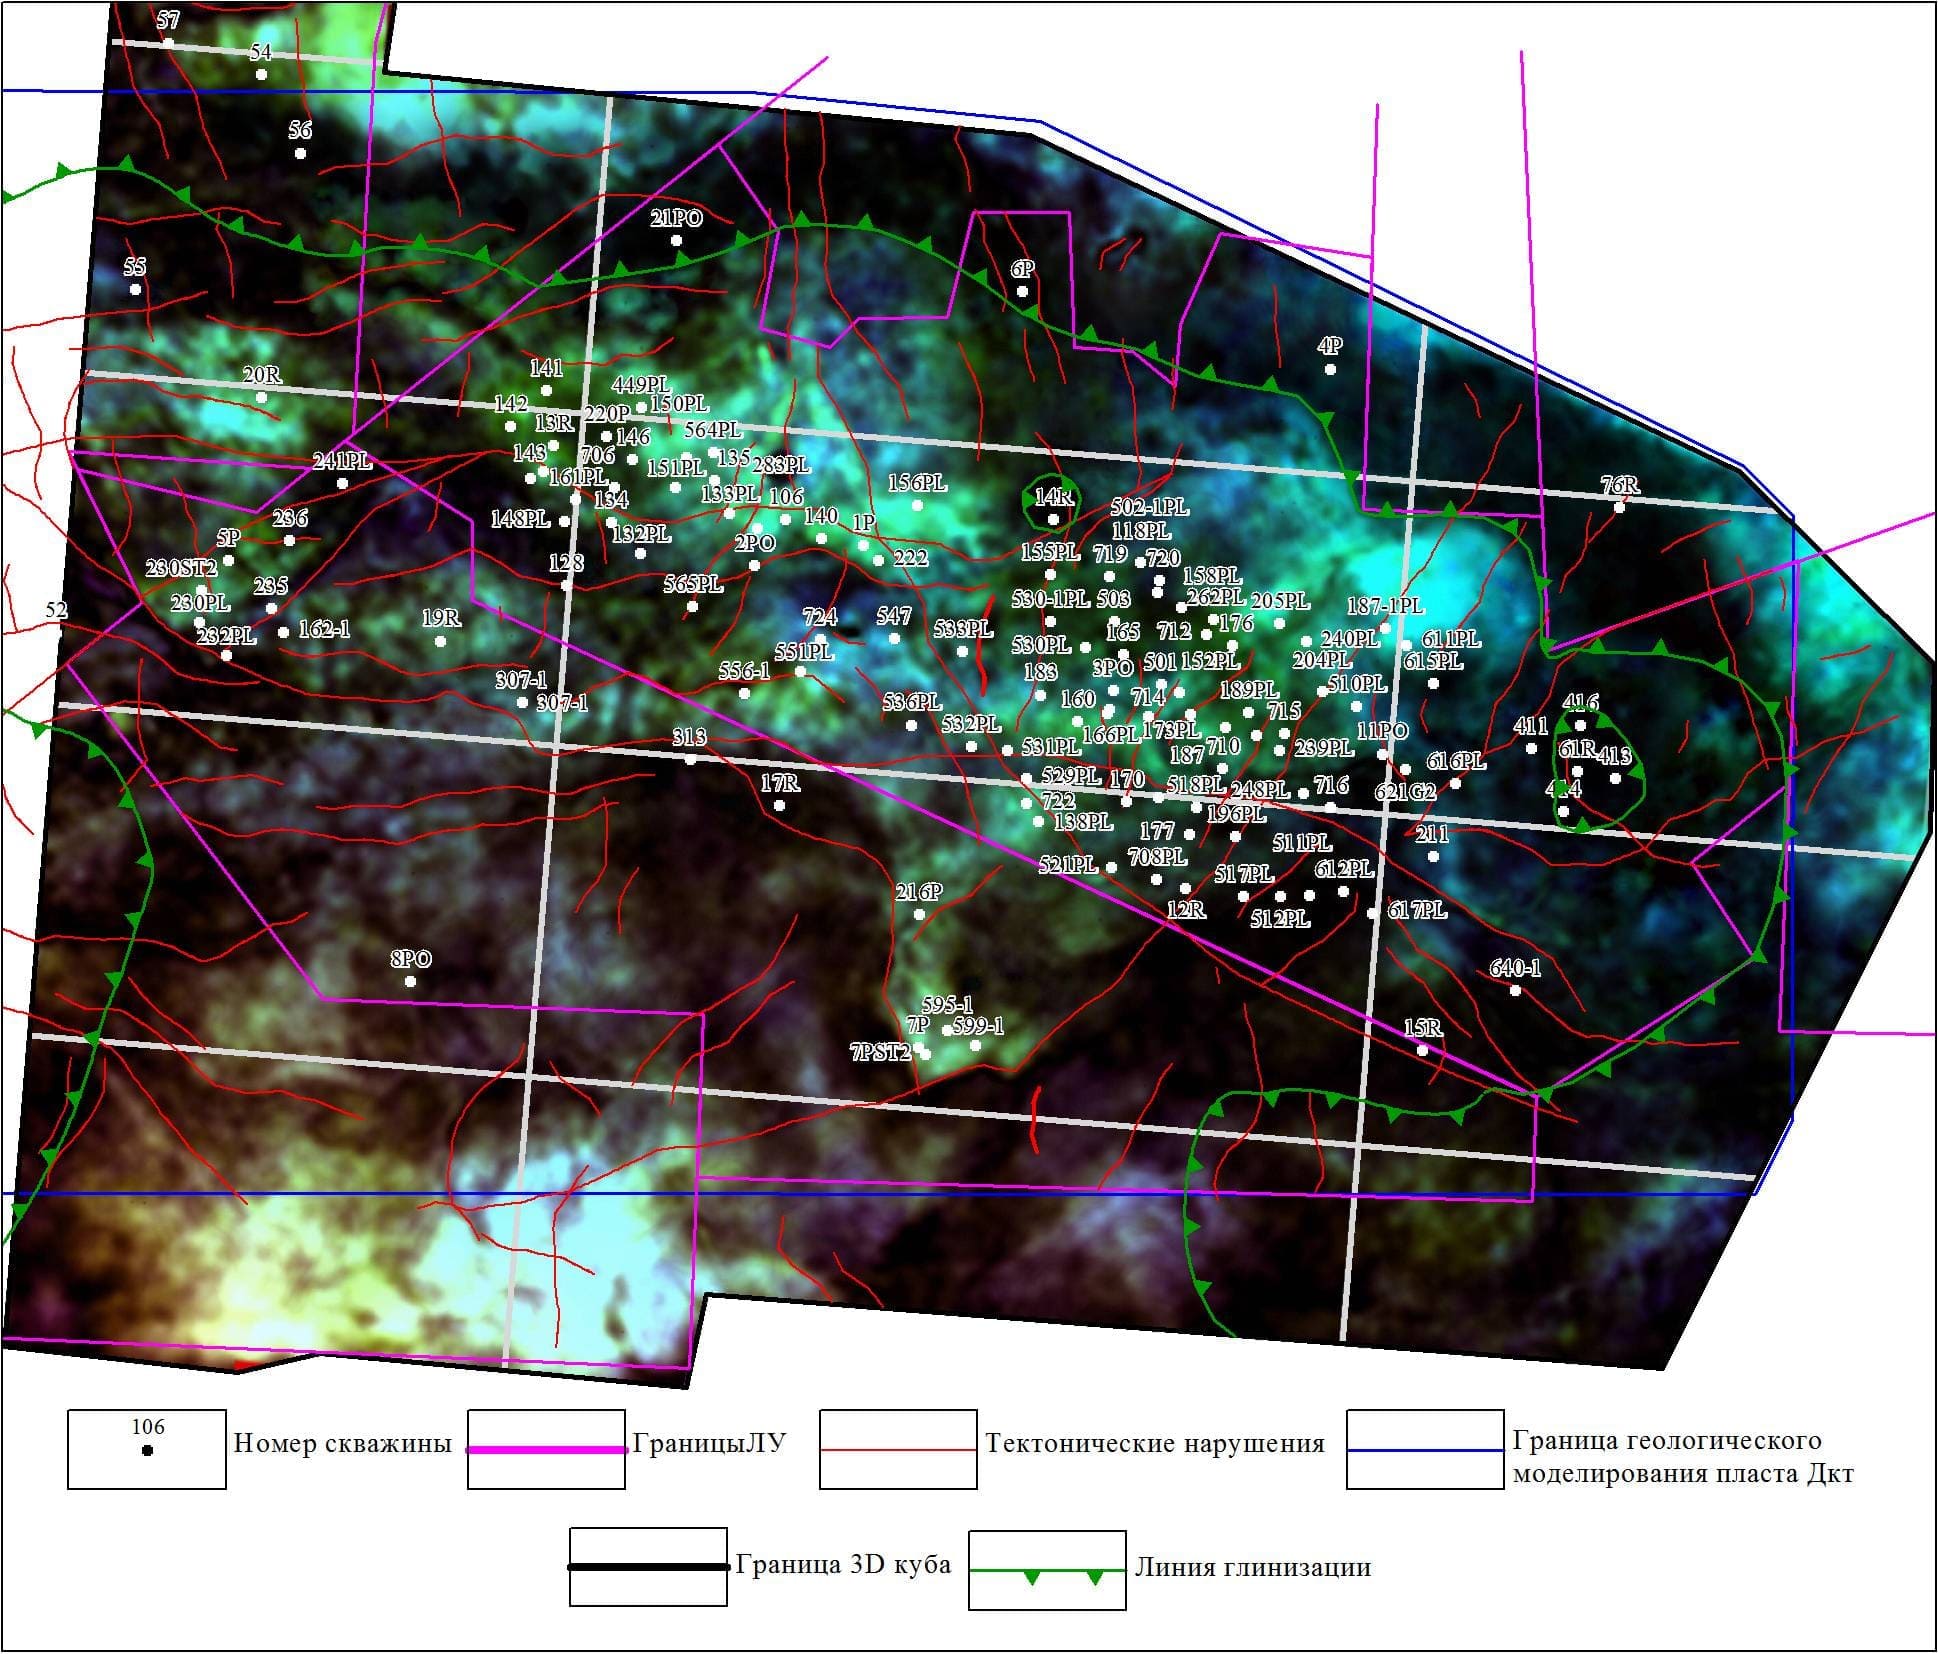 57
54
56
21PO
55
6P
4P
20R
141
449PL
142
150PL
13R
220P
146
564PL
143
706
135
283PL
241PL
161PL
151PL
133PL
106
156PL
14R
76R
134
148PL
140
1P
502-1PL
236
132PL
2PO
118PL
5P
222
155PL
719
720
230ST2
128
565PL
158PL
235
530-1PL
503
262PL
205PL
187-1PL
52
230PL
162-1
19R
724
547
533PL
165
712
176
240PL
611PL
232PL
551PL
530PL
204PL
615PL
307-1
556-1
183
3PO
501
152PL
510PL
307-1
536PL
160
714
189PL
715
416
532PL
166PL
173PL
11PO
411
313
531PL
187
710
239PL
61R
413
616PL
17R
529PL
170
518PL
248PL
716
621G2
414
722
138PL
196PL
177
511PL
211
521PL
708PL
517PL
612PL
216P
12R
512PL
617PL
8PO
640-1
595-1
7P
599-1
15R
7PST2
106
Номер скважины
ГраницыЛУ
Тектонические нарушения
Граница геологического
моделирования пласта Дкт
Граница 3D куба
Линия глинизации